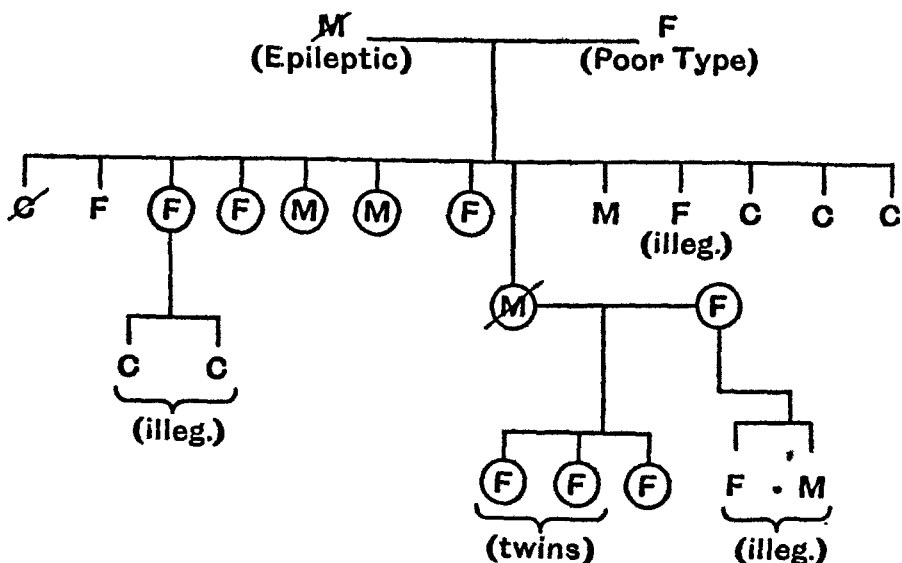 M F
(Epileptic) (Poor Type)
C F F F M M F M F C C C
(illeg.)
M F
C C
(illeg.)
F F F F M
(twins) (illeg.)